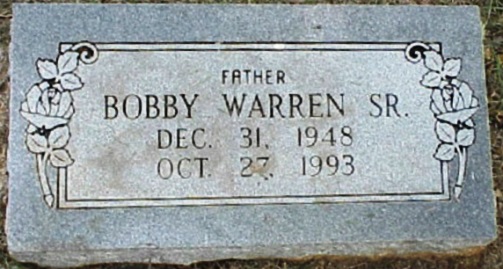 FATHER
BOBBY WARREN SR.
DEC. 31, 1948
OCT. 27, 1993